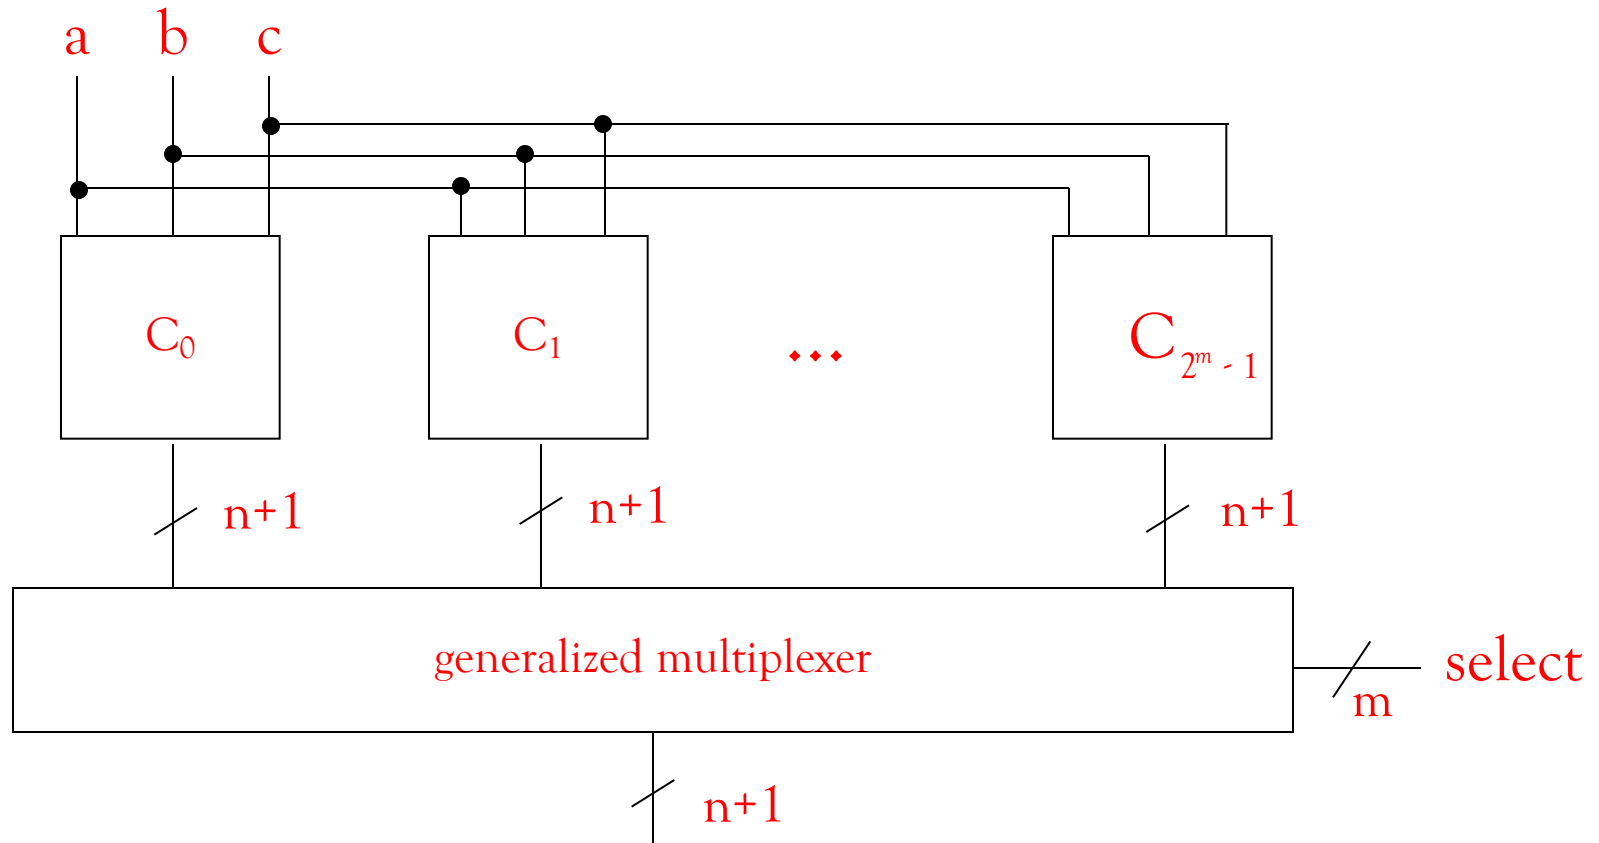 a b c
C₀ C₁ ... C₂ᵐ - 1
n+1 n+1 n+1
generalized multiplexer
select
m
n+1